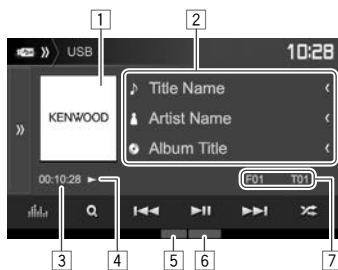 1 2
USB 10:28
Title Name
KENWOOD
Artist Name
Album Title
00:10:28 F01 T01
3 4 5 6 7